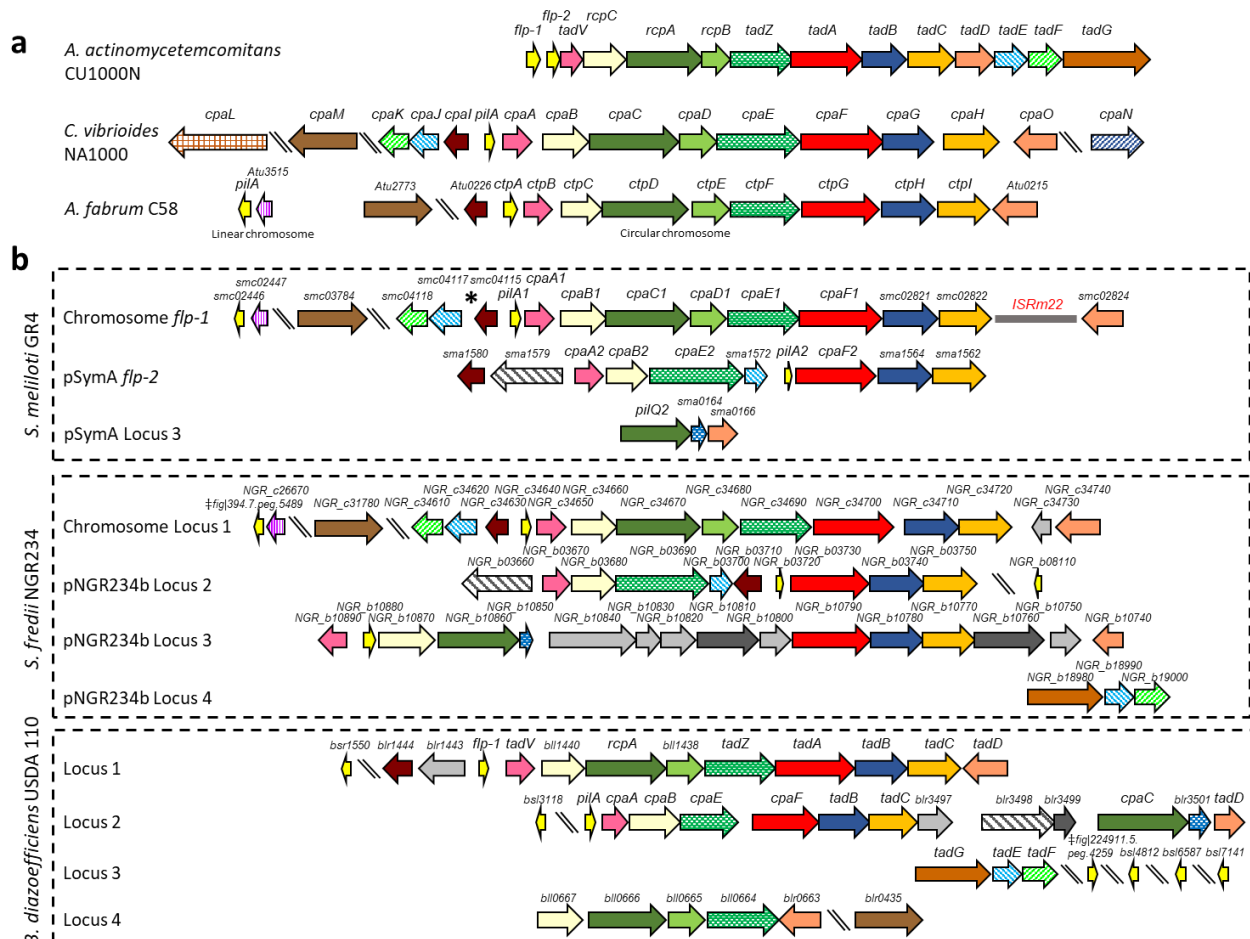 a
A. actinomycetemcomitans
CU1000N
flp-1 flp-2 tadV rcpC rcpA rcpB tadZ tadA tadB tadC tadD tadE tadF tadG
C. vibrioides
NA1000
cpaL cpaM cpaK cpaJ cpaI pilA cpaA cpaB cpaC cpaD cpaE cpaF cpaG cpaH cpaO cpaN
A. fabrum C58
pilA Atu3515 Atu2773 Atu0226 ctpA ctpB ctpC ctpD ctpE ctpF ctpG ctpH ctpI Atu0215
Linear chromosome
Circular chromosome
b
S. meliloti GR4
Chromosome flp-1
smc02446 smc02447 smc03784 smc04118 smc04117 * smc04115 pilA1 cpaA1 cpaB1 cpaC1 cpaD1 cpaE1 cpaF1 smc02821 smc02822 ISRm22 smc02824
pSymA flp-2
sma1580 sma1579 cpaA2 cpaB2 cpaE2 sma1572 pilA2 cpaF2 sma1564 sma1562
pSymA Locus 3
pilQ2 sma0164 sma0166
S. fredii NGR234
Chromosome Locus 1
‡fig|394.7.peg.5489 NGR_c26670 NGR_c31780 NGR_c34610 NGR_c34620 NGR_c34630 NGR_c34640 NGR_c34650 NGR_c34660 NGR_c34670 NGR_c34680 NGR_c34690 NGR_c34700 NGR_c34710 NGR_c34720 NGR_c34730 NGR_c34740
pNGR234b Locus 2
NGR_b03660 NGR_b03670 NGR_b03680 NGR_b03690 NGR_b03700 NGR_b03710 NGR_b03720 NGR_b03730 NGR_b03740 NGR_b03750 NGR_b08110
pNGR234b Locus 3
NGR_b10890 NGR_b10880 NGR_b10870 NGR_b10860 NGR_b10850 NGR_b10840 NGR_b10830 NGR_b10820 NGR_b10810 NGR_b10800 NGR_b10790 NGR_b10780 NGR_b10770 NGR_b10760 NGR_b10750 NGR_b10740
pNGR234b Locus 4
NGR_b18980 NGR_b18990 NGR_b19000
B. diazoefficiens USDA 110
Locus 1
bsr1550 blr1444 blr1443 flp-1 tadV bll1440 rcpA bll1438 tadZ tadA tadB tadC tadD
Locus 2
bsl3118 pilA cpaA cpaB cpaE cpaF tadB tadC blr3497 blr3498 blr3499 cpaC blr3501 tadD
Locus 3
tadG tadE tadF ‡fig|224911.5.
peg.4259 bsl4812 bsl6587 bsl7141
Locus 4
bll0667 bll0666 bll0665 bll0664 blr0663 blr0435